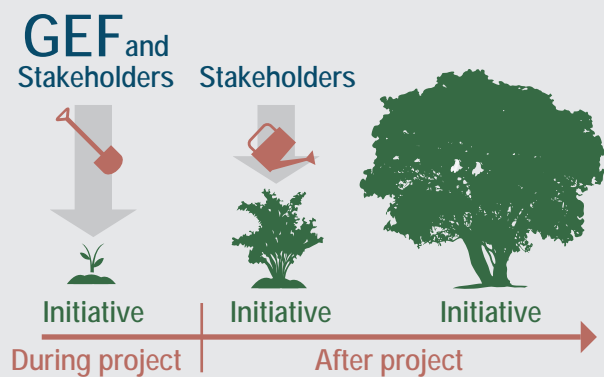 GEF and
Stakeholders
Stakeholders
Initiative
Initiative
Initiative
During project
After project